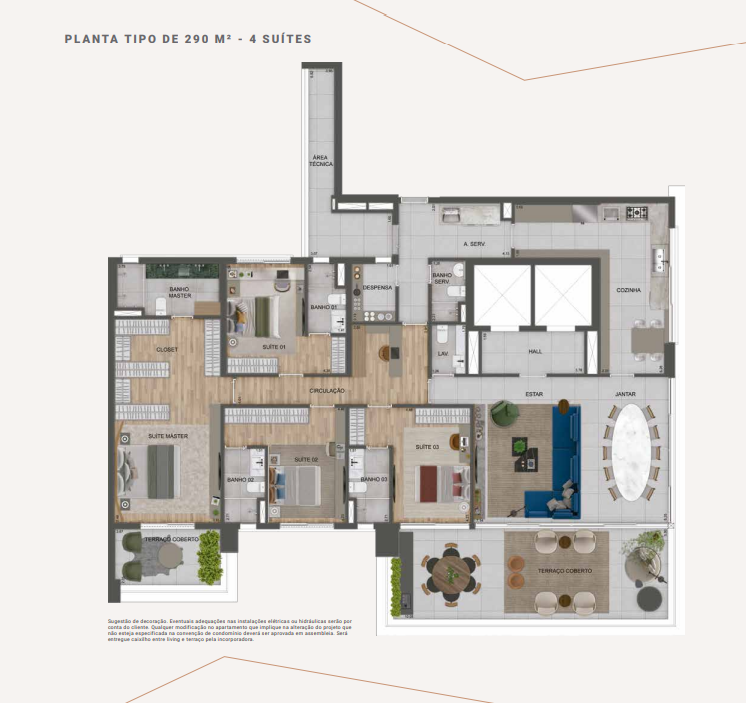 PLANTA TIPO DE 290 M² - 4 SUÍTES
ÁREA
TÉCNICA
A. SERV
BANHO
MASTER
BANHO 01
DESPENSA
BANHO
SERV
COZINHA
CLOSET
SUÍTE 01
LAV.
HALL
CIRCULAÇÃO
ESTAR
JANTAR
SUÍTE MASTER
SUÍTE 02
SUÍTE 03
BANHO 02
BANHO 03
TERRAÇO COBERTO
TERRAÇO COBERTO
Sugestão de decoração. Eventuais adequações nas instalações elétricas ou hidráulicas serão por
conta do cliente. Qualquer modificação no apartamento que implique na alteração do projeto que
não esteja especificada na convenção de condomínio deverá ser aprovada em assembleia. Será
entregue caixilho entre living e terraço pela incorporadora.